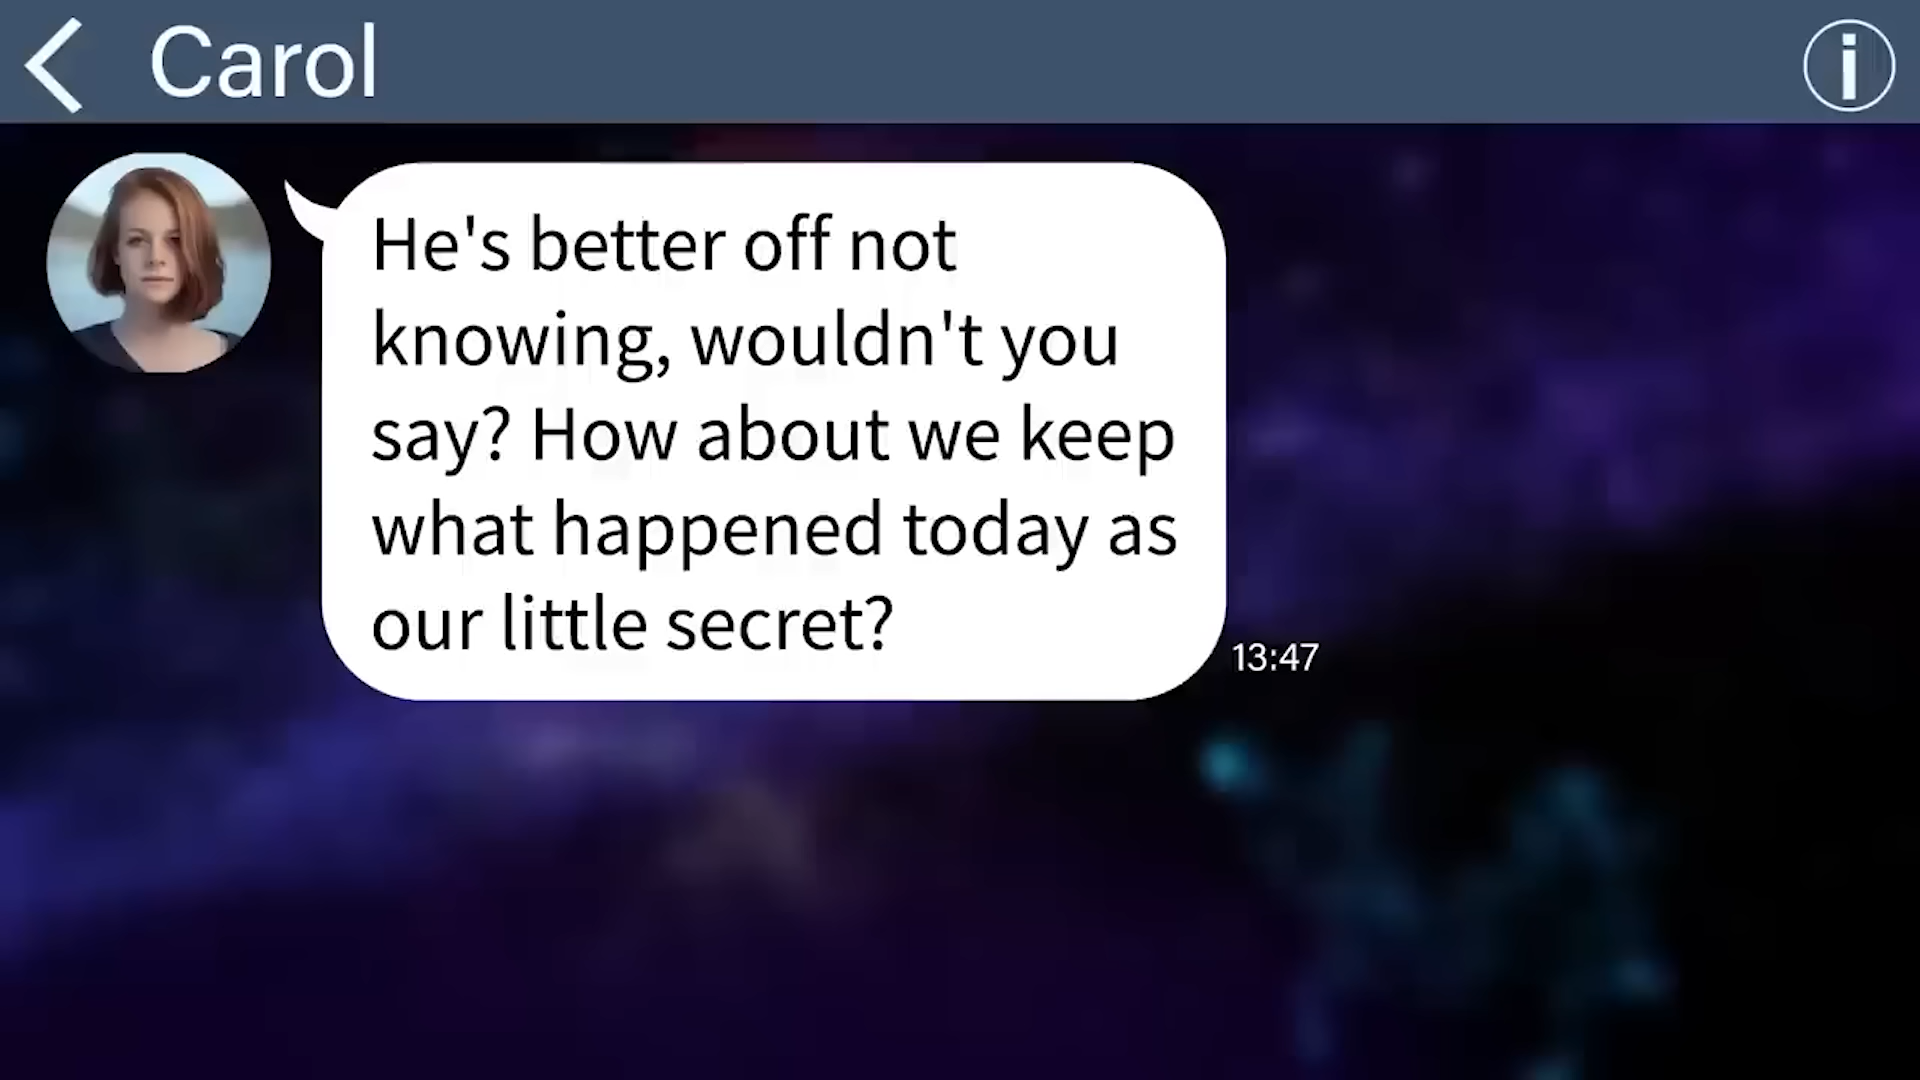 Carol
He's better off not
knowing, wouldn't you
say? How about we keep
what happened today as
our little secret?
13:47